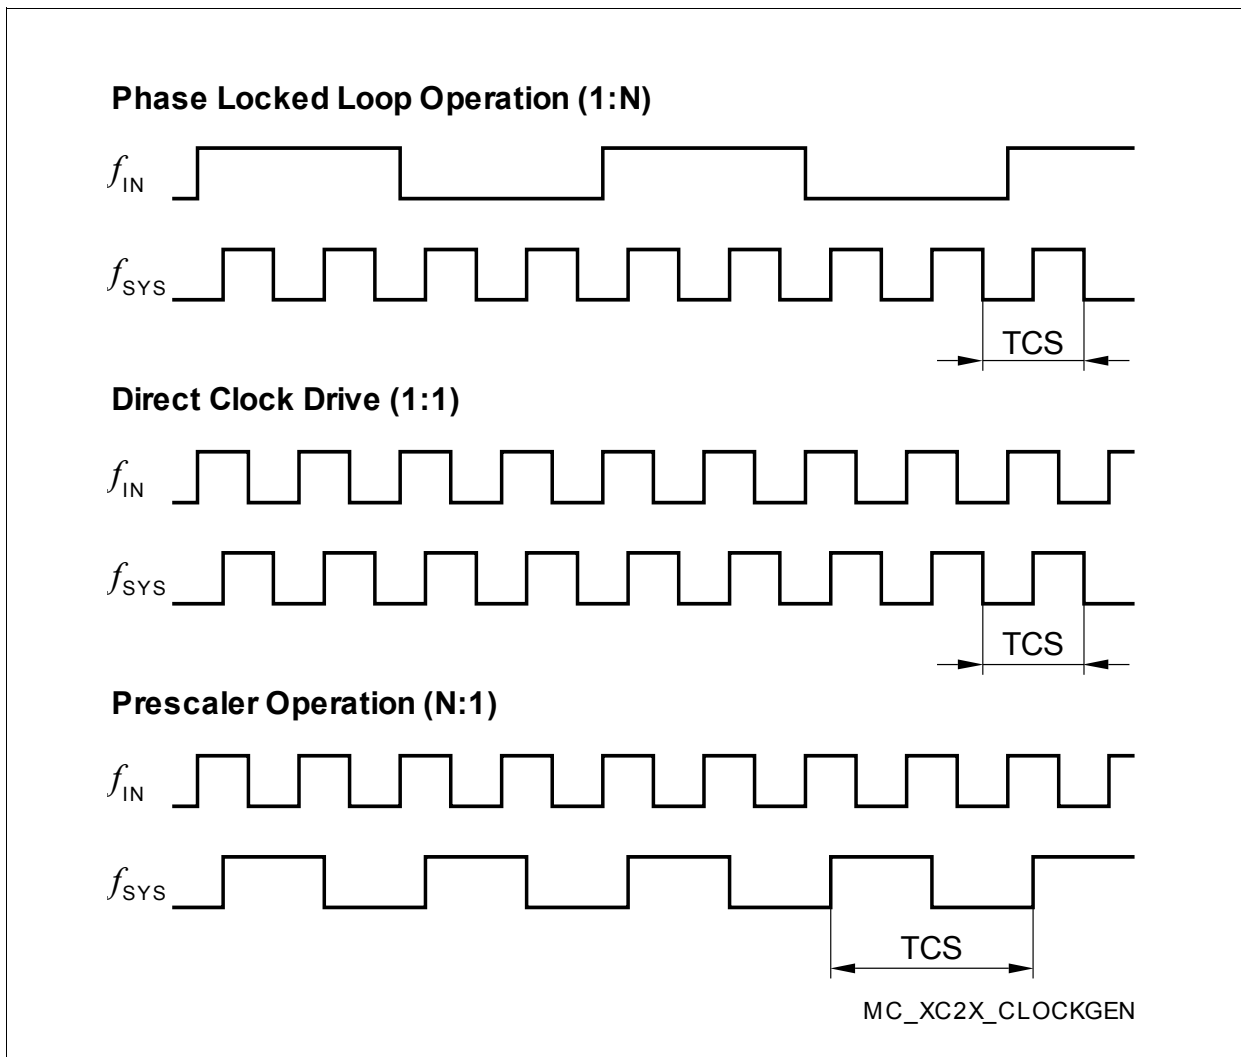 Phase Locked Loop Operation (1:N)
fIN
fSYS
TCS
Direct Clock Drive (1:1)
fIN
fSYS
TCS
Prescaler Operation (N:1)
fIN
fSYS
TCS
MC_XC2X_CLOCKGEN